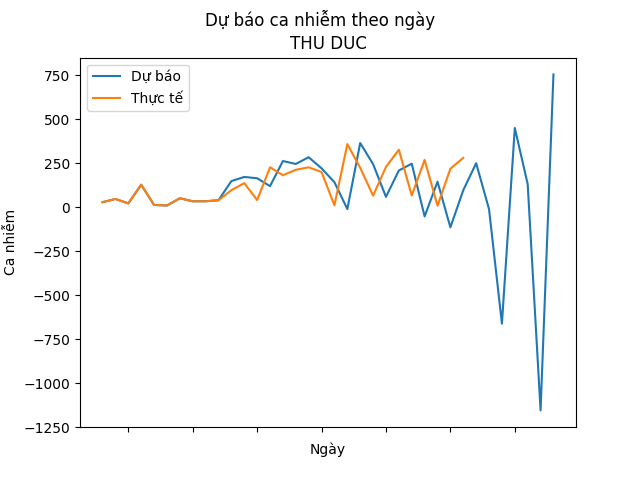 Dự báo ca nhiễm theo ngày
THU DUC
Dự báo
Thực tế
750
500
250
0
−250
−500
−750
−1000
−1250
Ca nhiễm
Ngày